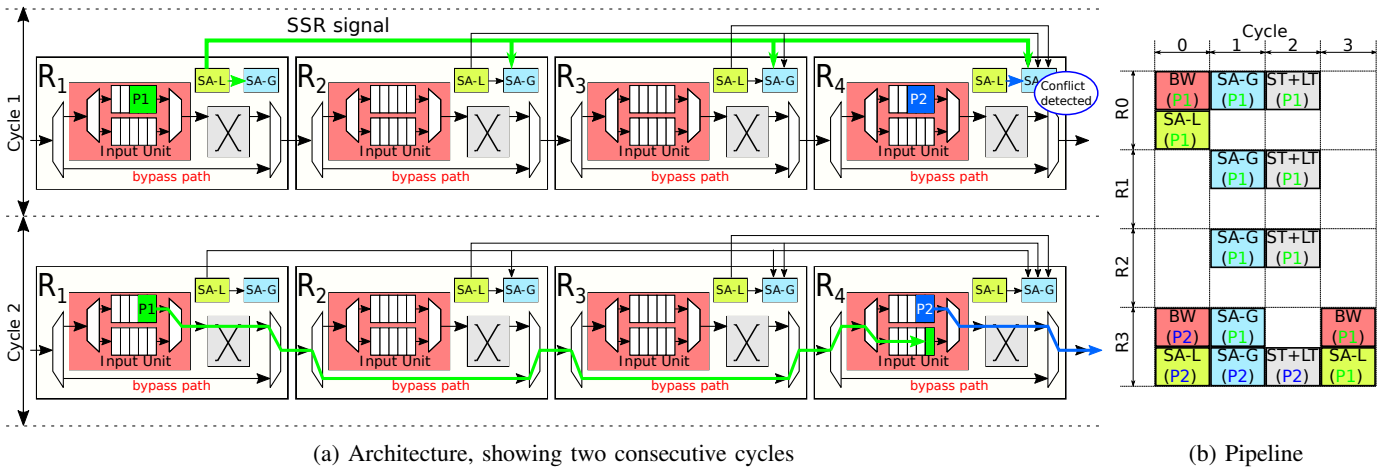 SSR signal
Cycle 1
R1
P1
Input Unit
SA-L
SA-G
bypass path
R2
Input Unit
SA-L
SA-G
bypass path
R3
Input Unit
SA-L
SA-G
bypass path
R4
P2
Input Unit
SA-L
SA-G
Conflict
detected
bypass path
Cycle 2
R1
P1
Input Unit
SA-L
SA-G
bypass path
R2
Input Unit
SA-L
SA-G
bypass path
R3
Input Unit
SA-L
SA-G
bypass path
R4
P2
Input Unit
SA-L
SA-G
bypass path
(a) Architecture, showing two consecutive cycles
Cycle
0 1 2 3
R0
BW SA-G ST+LT
(P1) (P1) (P1)
SA-L
(P1)
R1
SA-G ST+LT
(P1) (P1)
R2
SA-G ST+LT
(P1) (P1)
R3
BW SA-G BW
(P2) (P1) (P1)
SA-L SA-G ST+LT SA-L
(P2) (P2) (P2) (P1)
(b) Pipeline